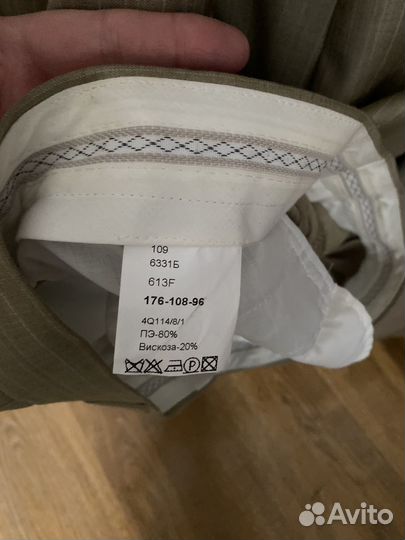 109
6331Б
613F
176-108-96
4Q114/8/1
ПЭ-80%
Вискоза-20%
Avito